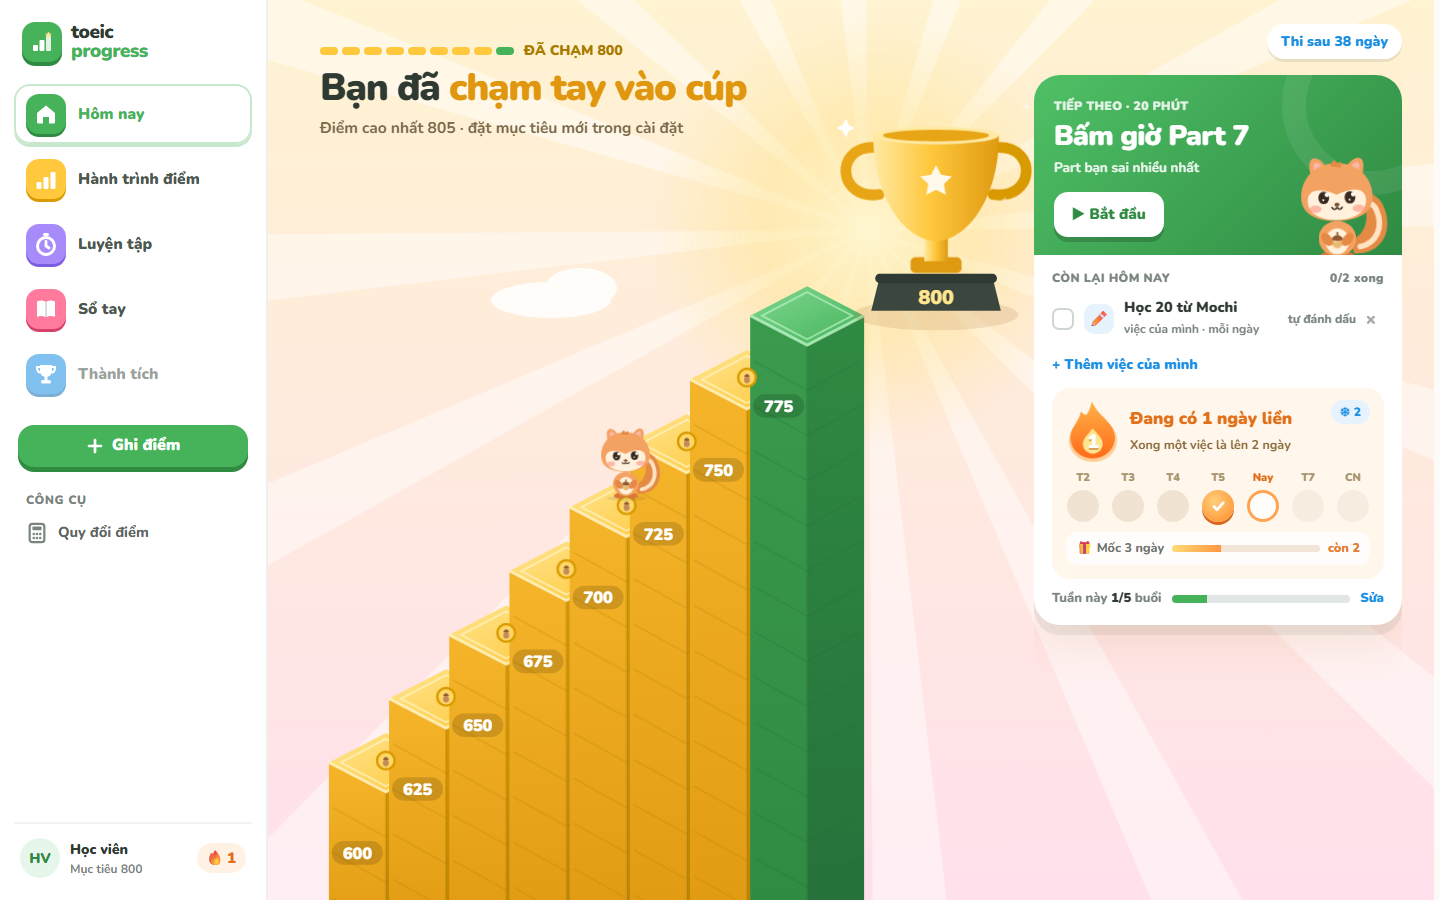 toeic
progress
Hôm nay
Hành trình điểm
Luyện tập
Sổ tay
Thành tích
+ Ghi điểm
CÔNG CỤ
Quy đổi điểm
HV
Học viên
Mục tiêu 800
1
ĐÃ CHẠM 800
Bạn đã chạm tay vào cúp
Điểm cao nhất 805 · đặt mục tiêu mới trong cài đặt
800
775
750
725
700
675
650
625
600
Thi sau 38 ngày
TIẾP THEO · 20 PHÚT
Bấm giờ Part 7
Part bạn sai nhiều nhất
Bắt đầu
CÒN LẠI HÔM NAY 0/2 xong
Học 20 từ Mochi
việc của mình · mỗi ngày
tự đánh dấu ×
+ Thêm việc của mình
1
Đang có 1 ngày liền
2
Xong một việc là lên 2 ngày
T2 T3 T4 T5 Nay T7 CN
Mốc 3 ngày còn 2
Tuần này 1/5 buổi Sửa